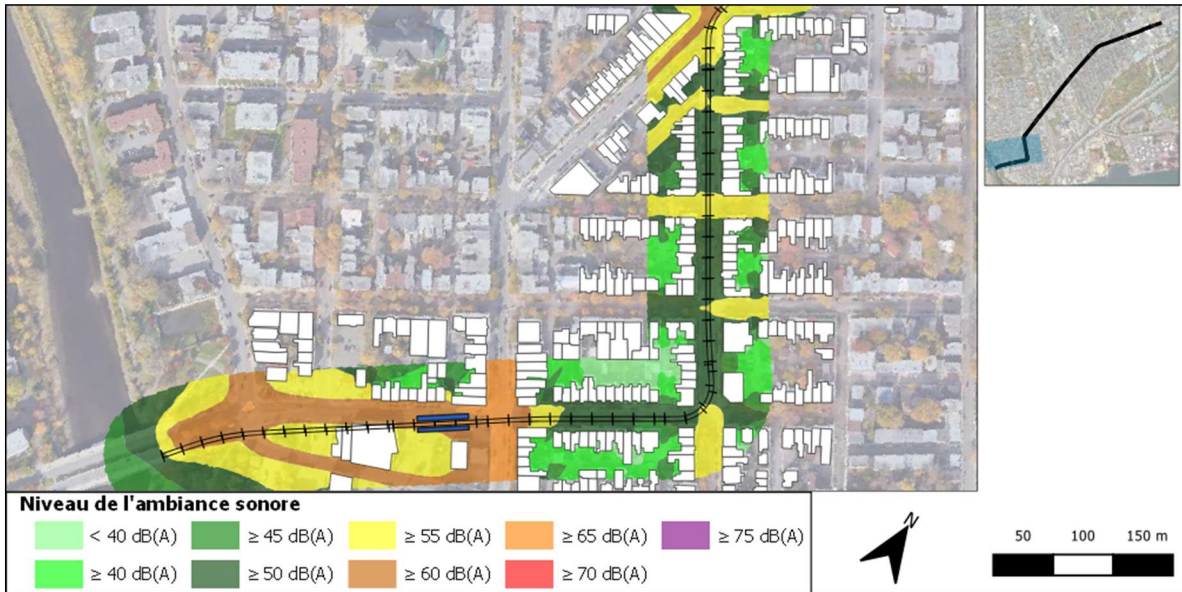 Niveau de l'ambiance sonore
< 40 dB(A) ≥ 45 dB(A) ≥ 55 dB(A) ≥ 65 dB(A) ≥ 75 dB(A)
≥ 40 dB(A) ≥ 50 dB(A) ≥ 60 dB(A) ≥ 70 dB(A)
N
50 100 150 m